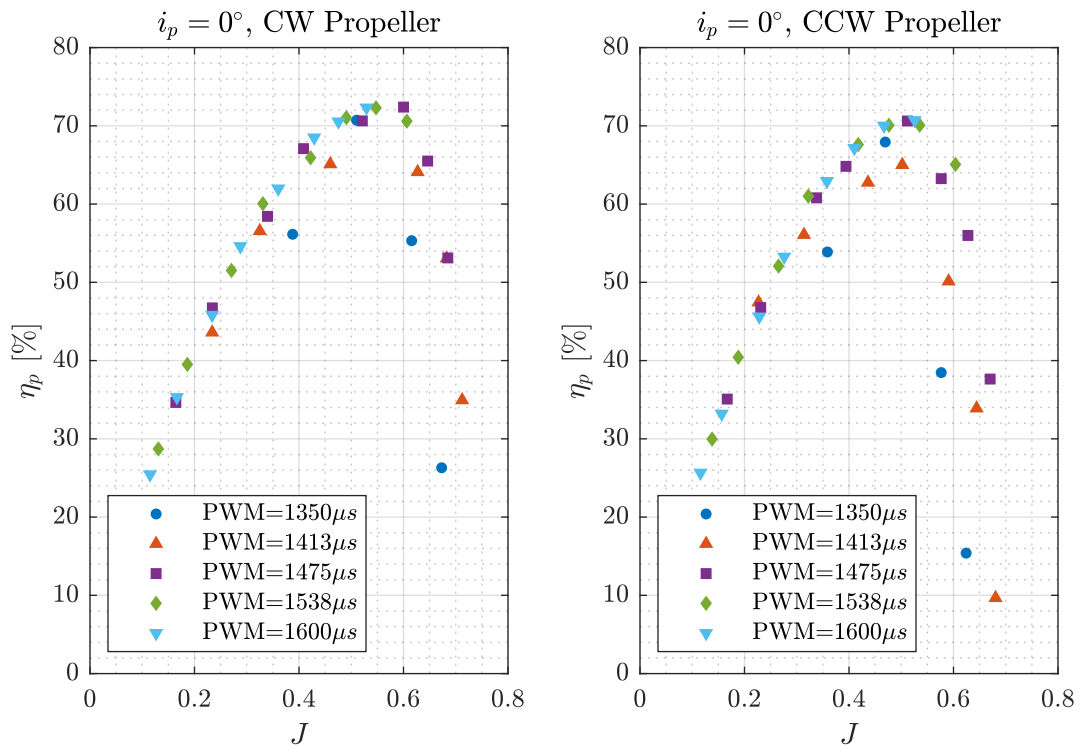 i_p = 0°, CW Propeller
80
70
60
50
40
30
20
10
0
η_p [%]
PWM=1350μs
PWM=1413μs
PWM=1475μs
PWM=1538μs
PWM=1600μs
0 0.2 0.4 0.6 0.8
J
i_p = 0°, CCW Propeller
80
70
60
50
40
30
20
10
0
η_p [%]
PWM=1350μs
PWM=1413μs
PWM=1475μs
PWM=1538μs
PWM=1600μs
0 0.2 0.4 0.6 0.8
J